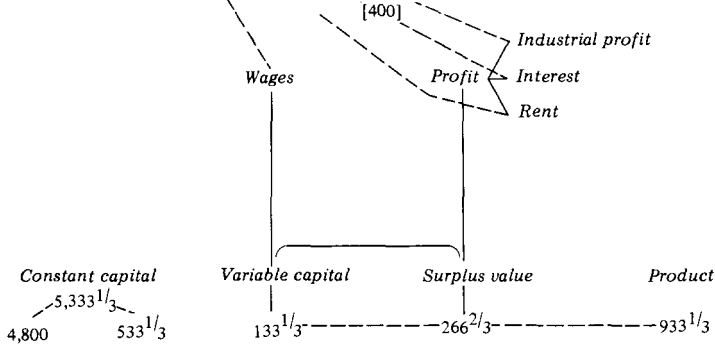 [400]
Industrial profit
Wages Profit Interest
Rent
Constant capital Variable capital Surplus value Product
5,333 1/3
4,800 533 1/3 133 1/3 266 2/3 933 1/3